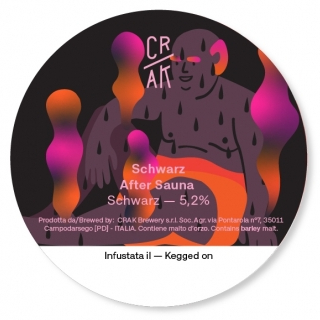 CR
AK
Schwarz
After Sauna
Schwarz — 5,2%
Prodotta da/Brewed by: CRAK Brewery s.r.l. Soc. Agr. via Pontarola n°7, 35011
Campodarsego [PD] - ITALIA. Contiene malto d'orzo. Contains barley malt.
Infustata il — Kegged on